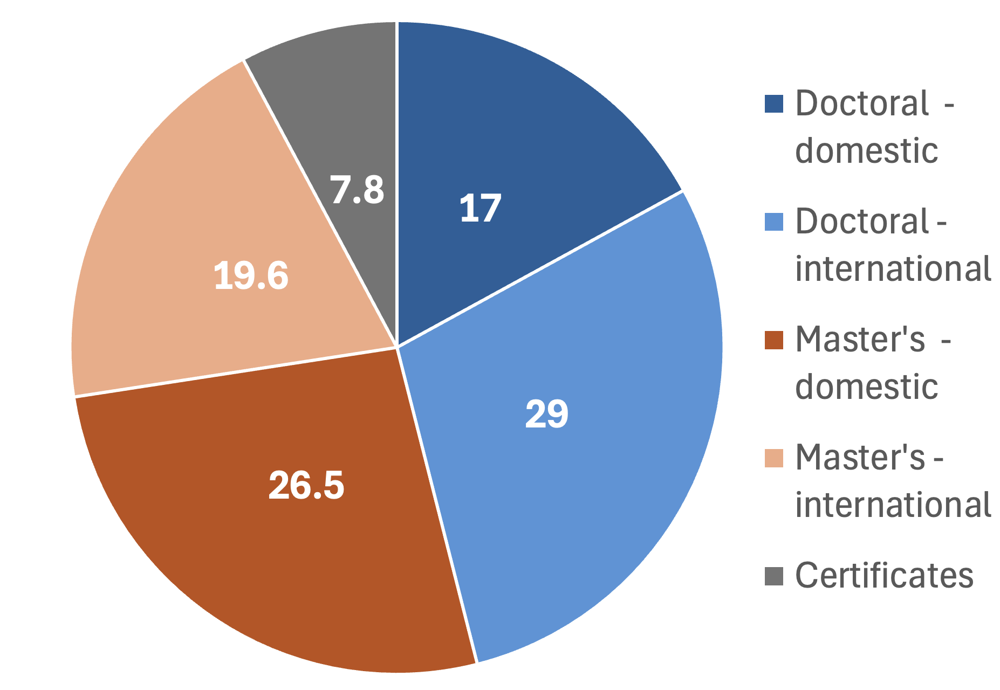 7.8
17
19.6
29
26.5
Doctoral -
domestic
Doctoral -
international
Master's -
domestic
Master's -
international
Certificates